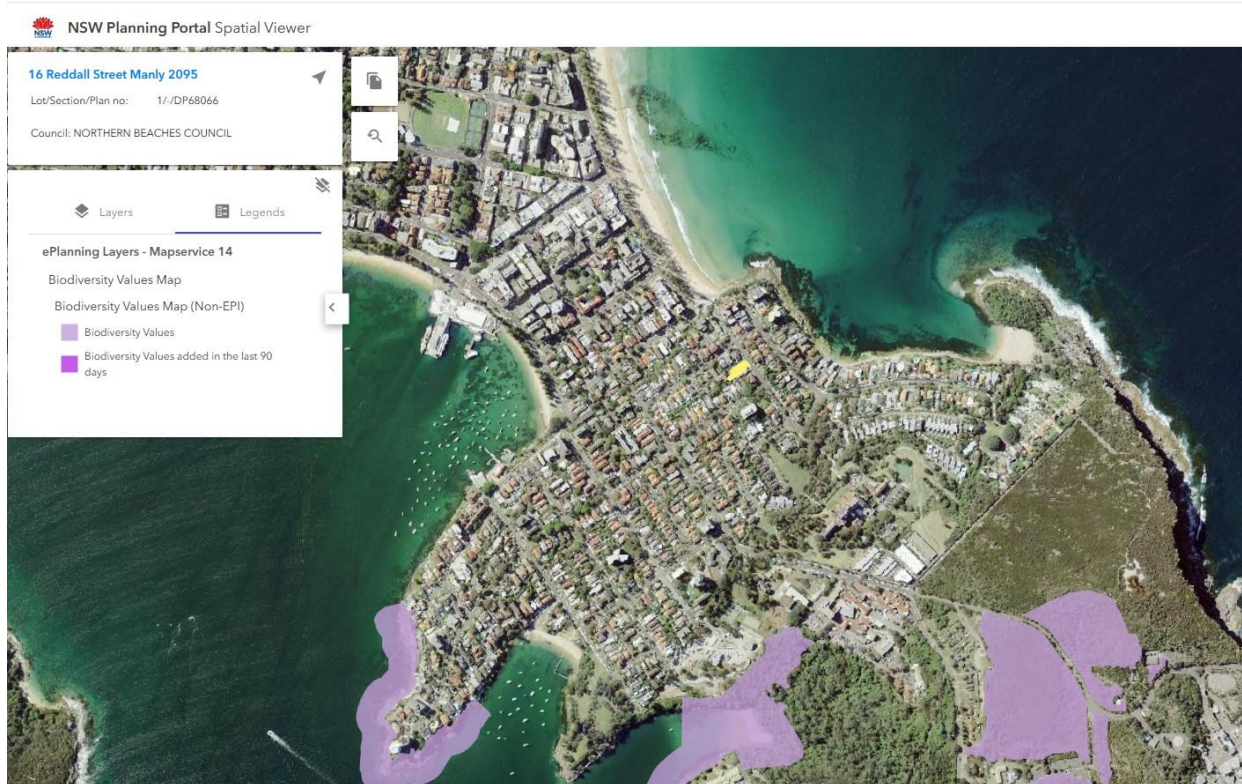 NSW Planning Portal Spatial Viewer
NSW
16 Reddall Street Manly 2095
Lot/Section/Plan no: 1/-/DP68066
Council: NORTHERN BEACHES COUNCIL
Layers Legends
ePlanning Layers - Mapservice 14
Biodiversity Values Map
Biodiversity Values Map (Non-EPI)
Biodiversity Values
Biodiversity Values added in the last 90
days